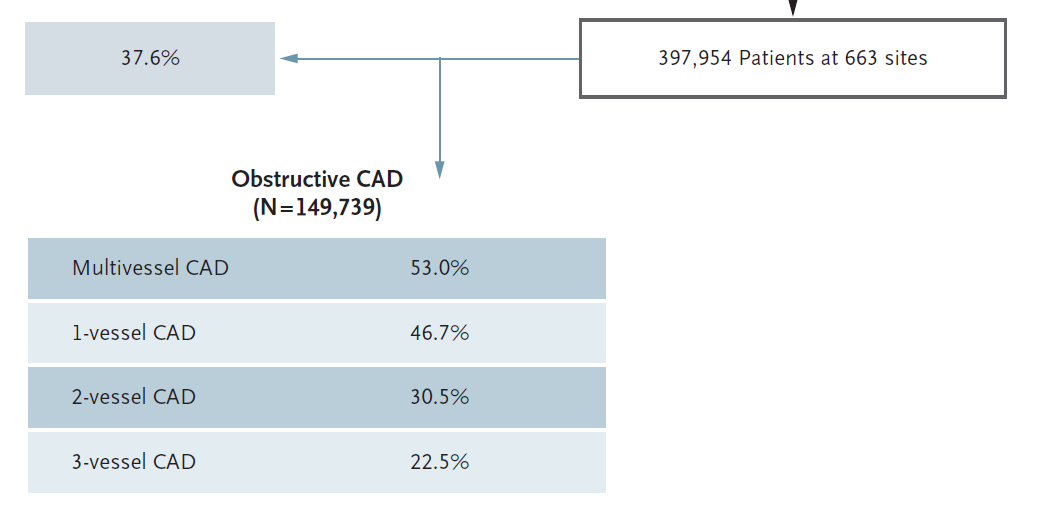 37.6%
397,954 Patients at 663 sites
Obstructive CAD
(N=149,739)
Multivessel CAD 53.0%
1-vessel CAD 46.7%
2-vessel CAD 30.5%
3-vessel CAD 22.5%